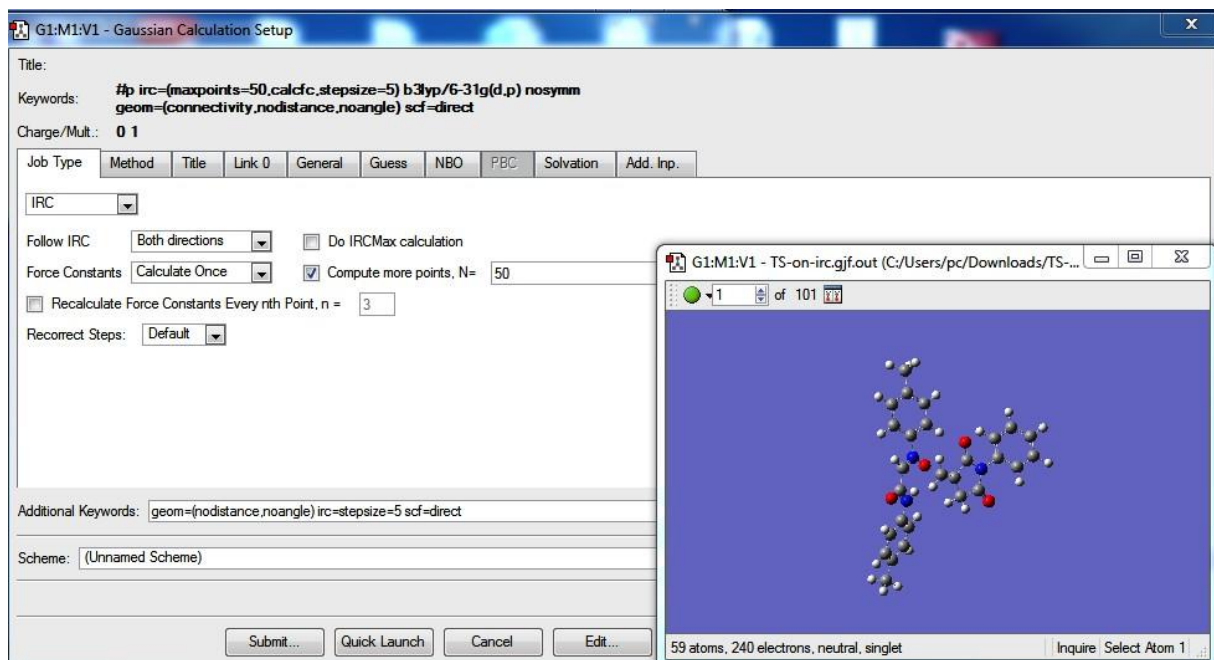 G1:M1:V1 - Gaussian Calculation Setup
Title:
Keywords: #p irc=(maxpoints=50,calcfc,stepsize=5) b3lyp/6-31g(d,p) nosymm
geom=(connectivity,nodistance,noangle) scf=direct
Charge/Mult.: 0 1
Job Type Method Title Link 0 General Guess NBO PBC Solvation Add. Inp.
IRC
Follow IRC Both directions Do IRCMax calculation
Force Constants Calculate Once Compute more points, N= 50
Recalculate Force Constants Every nth Point, n = 3
Recorrect Steps: Default
Additional Keywords: geom=(nodistance,noangle) irc=stepsize=5 scf=direct
Scheme: (Unnamed Scheme)
Submit... Quick Launch Cancel Edit...
G1:M1:V1 - TS-on-irc.gjf.out (C:/Users/pc/Downloads/TS-...
1 of 101
59 atoms, 240 electrons, neutral, singlet Inquire Select Atom 1